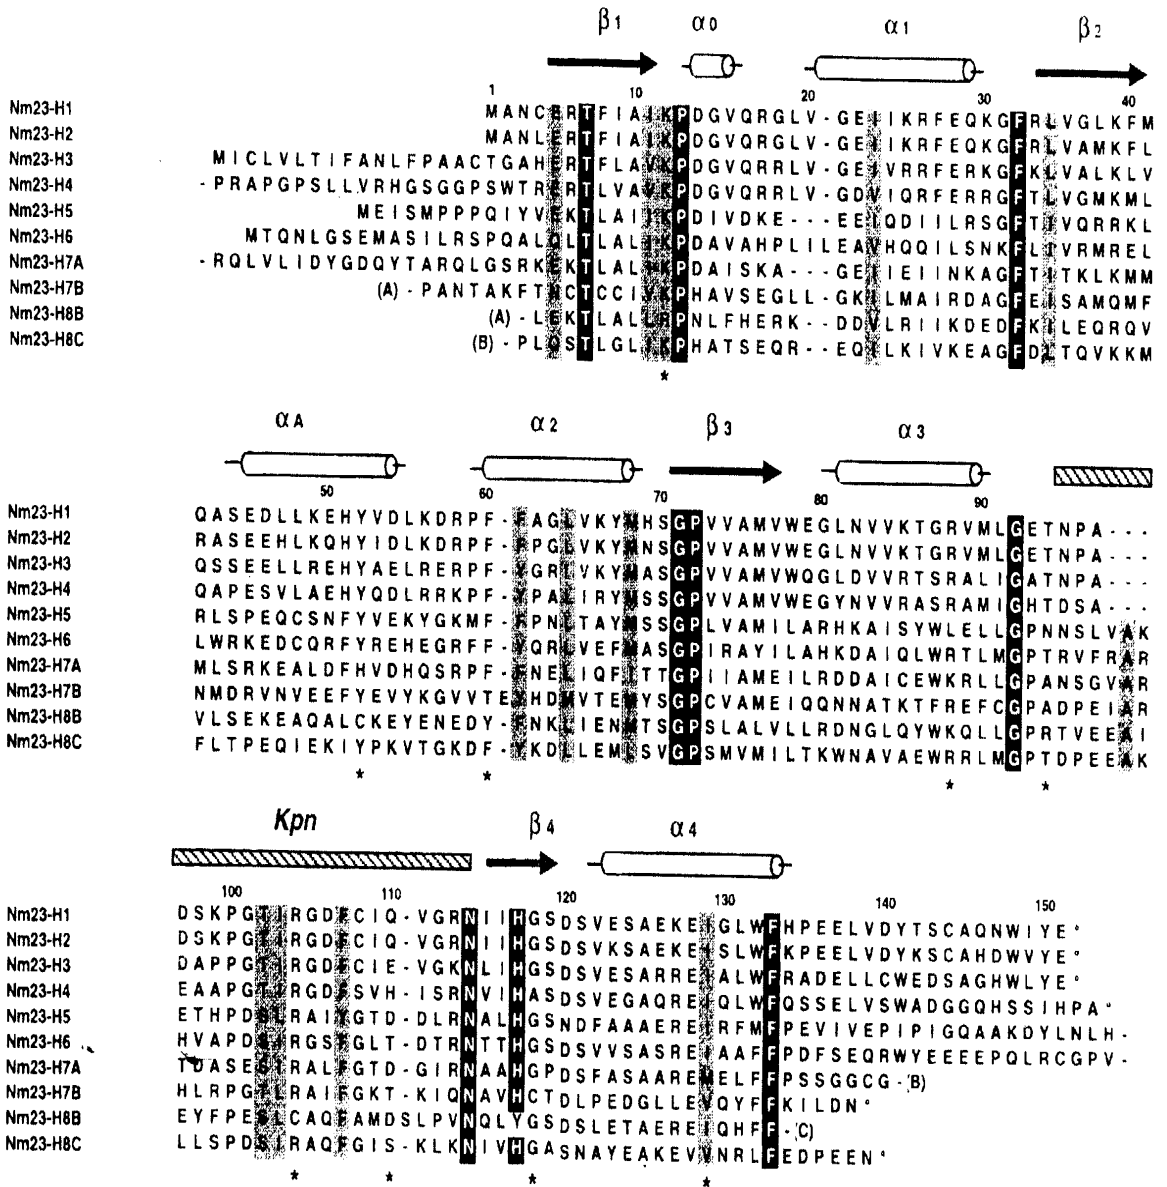 β1 α0 α1 β2
1 10 20 30 40
Nm23-H1 MANCERTFIAIKPDGVQRGLV-GEIIKRFEQKGFRLVGLKFM
Nm23-H2 MANLERTFIAIKPDGVQRGLV-GEIIKRFEQKGFRLVAMKFL
Nm23-H3 MICLVLTIFANLFPAACTGAHERTFLAVKPDGVQRRLV-GEIVRRFERKGFKLVALKLV
Nm23-H4 -PRAPGPSLLVRHGSGGPSWTRERTLVAVKPDGVQRRLV-GDVIQRFERRGFTLVGMKML
Nm23-H5 MEISMPPPQIYVEKTLAIIKPDIVDKE---EEIQDIILRSGFTIVQRRKL
Nm23-H6 MTQNLGSEMASILRSPQALQLTLALIKPDAVAHPLILEAVHQQILSNKFLIVRMREL
Nm23-H7A -RQLVLIDYGDQYTARQLGSRKEKTLALIKPDAISKA---GEIIEIINKAGFTITKLKMM
Nm23-H7B (A)-PANTAKFTNCTCCIVKPHAVSEGLL-GKILMAIRDAGFEISAMQMF
Nm23-H8B (A)-LEKTLALLRPNLFHERK--DDVLRIIKDEDFKILEQRQV
Nm23-H8C (B)-PLQSTLGLIKPHATSEQR--EQILKIVKEAGFDLTQVKKM
*
αA α2 β3 α3
50 60 70 80 90
Nm23-H1 QASEDLLKEHYVDLKDRPF-FAGLVKYMHSGPVVAMVWEGLNVVKTGRVMLGETNPA---
Nm23-H2 RASEEHLKQHYIDLKDRPF-FPGLVKYMNSGPVVAMVWEGLNVVKTGRVMLGETNPA---
Nm23-H3 QSSEELLREHYAELRERPF-YGRLVKYMASGPVVAMVWQGLDVVRTSRALIGATNPA---
Nm23-H4 QAPESVLAEHYQDLRRKPF-YPALIRYMSSGPVVAMVWEGYNVVRASRAMIGHTDSA---
Nm23-H5 RLSPEQCSNFYVEKYGKMF-FPNLTAYMSSGPLVAMILARHKAISYWLELLGPNNSLVAK
Nm23-H6 LWRKEDCQRFYREHEGRFF-YQRLVEFMASGPIRAYILAHKDAIQLWRTLMGPTRVFRAR
Nm23-H7A MLSRKEALDFHVDHQSRPF-FNELIQFITTGPIIAMEILRDDAICEWKRLLGPANSGVAR
Nm23-H7B NMDRVNVEEFYEVYKGVVTEYHDMVTEMYSGPCVAMEIQQNNATKTFREFCGPADPEIAR
Nm23-H8B VLSEKEAQALCKEYENEDY-FNKLIENMTSGPSLALVLLRDNGLQYWKQLLGPRTVEEAI
Nm23-H8C FLTPEQIEKIYPKVTGKDF-YKDLLEMLSVGPSMVMILTKWNAVAEWRRLMGPTDPEEAK
* * * *
Kpn β4 α4
100 110 120 130 140 150
Nm23-H1 DSKPGTIRGDFCIQ-VGRNIIHGSDSVESAEKEIGLWFHPEELVDYTSCAQNWIYE°
Nm23-H2 DSKPGTIRGDFCIQ-VGRNIIHGSDSVKSAEKEISLWFKPEELVDYKSCAHDWVYE°
Nm23-H3 DAPPGTIRGDFCIE-VGKNLIHGSDSVESARREIALWFRADELLCWEDSAGHWLYE°
Nm23-H4 EAAPGTIRGDFSVH-ISRNVIHASDSVEGAQREIQLWFQSSELVSWADGGQHSSIHPA°
Nm23-H5 ETHPDSLRAIYGTD-DLRNALHGSNDFAAAEREIRFMFPEVIVEPIPIGQAAKDYLNLH-
Nm23-H6 HVAPDSIRGSFGLT-DTRNTTHGSDSVVSASREIAAFFPDFSEQRWYEEEEPQLRCGPV-
Nm23-H7A TDASESIRALFGTD-GIRNAAHGPDSFASAAREMELFFPSSGGCG-(B)
Nm23-H7B HLRPGTLRAIFGKT-KIQNAVHCTDLPEDGLLEVQYFFKILDN°
Nm23-H8B EYFPESLCAQFAMDSLPVNQLYGSDSLETAEREIQHFF-(C)
Nm23-H8C LLSPDSIRAQFGIS-KLKNIVHGASNAYEAKEVVNRLFEDPEEN°
* * * *